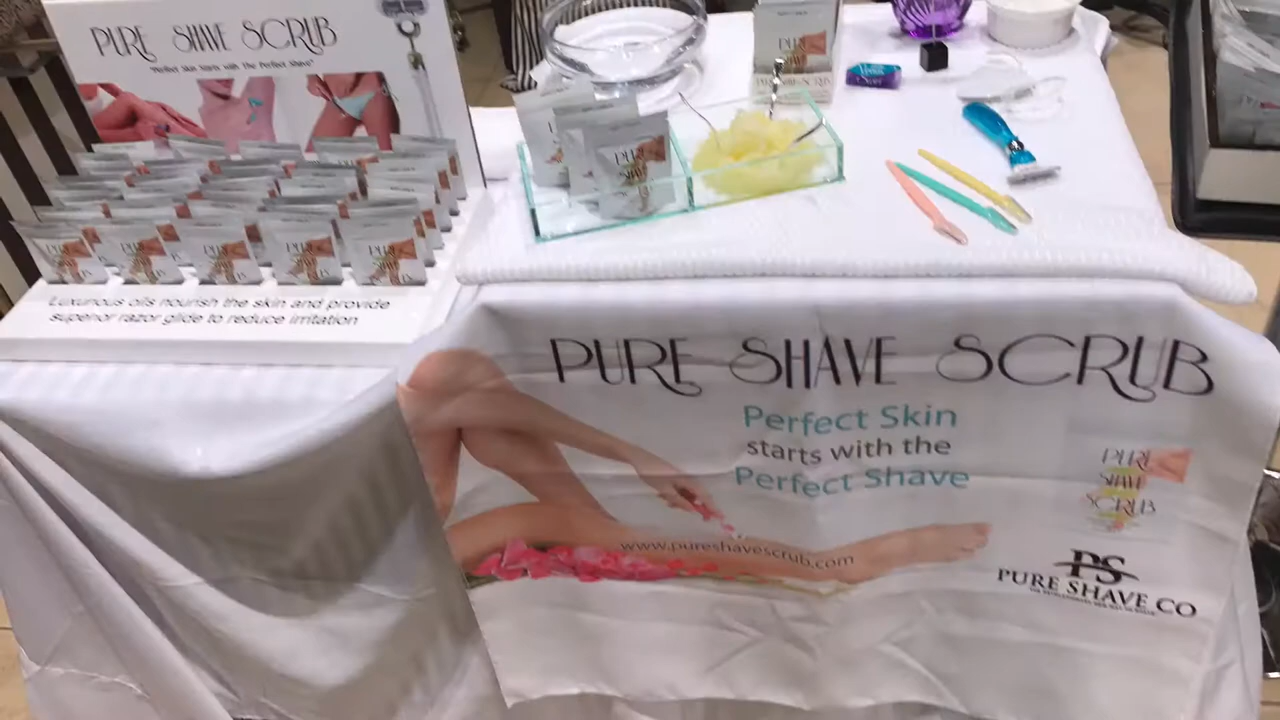 PURE SHAVE SCRUB
"Perfect Skin Starts with the Perfect Shave"
PURE
SHAVE
Luxurious oils nourish the skin and provide
superior razor glide to reduce irritation
PURE SHAVE SCRUB
Perfect Skin
starts with the
Perfect Shave
www.pureshavescrub.com
PURE
SHAVE
SCRUB
PS
PURE SHAVE CO